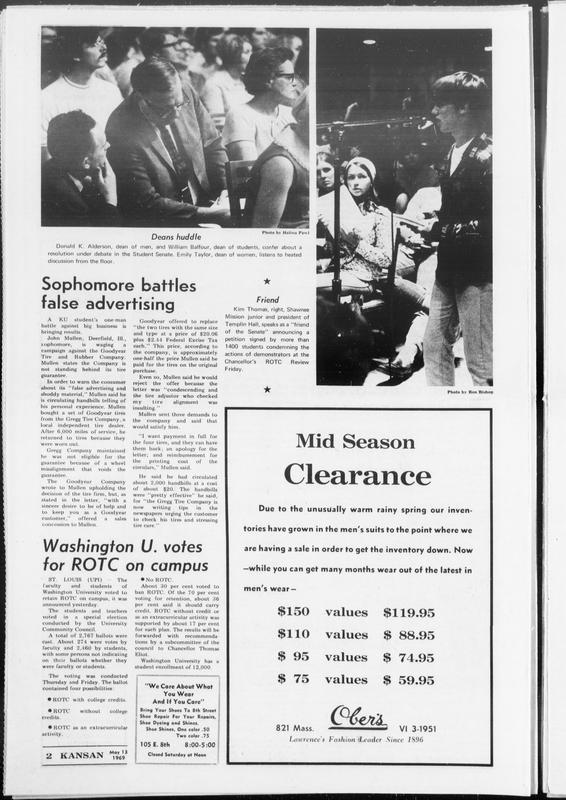 Photo by Halina Pawl
Deans huddle
Donald K. Alderson, dean of men, and William Balfour, dean of students, confer about a
resolution under debate in the Student Senate. Emily Taylor, dean of women, listens to heated
discussion from the floor.
Sophomore battles
false advertising
A KU student's one-man
battle against big business is
bringing results.
John Mullen, Deerfield, Ill.,
sophomore, is waging a
campaign against the Goodyear
Tire and Rubber Company.
Mullen states the Company is
not standing behind its tire
guarantee.
In order to warn the consumer
about its "false advertising and
shoddy material," Mullen said he
is circulating handbills telling of
his personal experience. Mullen
bought a set of Goodyear tires
from the Gregg Tire Company, a
local independent tire dealer.
After 6,000 miles of service, he
returned to tires because they
were worn out.
Gregg Company maintained
he was not eligible for the
guarantee because of a wheel
misalignment that voids the
guarantee.
The Goodyear Company
wrote to Mullen upholding the
decision of the tire firm, but, as
stated in the letter, "with a
sincere desire to be of help and
to keep you as a Goodyear
customer," offered a sales
concession to Mullen.
Goodyear offered to replace
"the two tires with the same size
and type at a price of $20.06
plus $2.44 Federal Excise Tax
each." This price, according to
the company, is approximately
one-half the price Mullen said he
paid for the tires on the original
purchase.
Even so, Mullen said he would
reject the offer because the
letter was "condescending and
the tire adjustor who checked
my tire alignment was
insulting."
Mullen sent three demands to
the company and said that
would satisfy him.
"I want payment in full for
the four tires, and they can have
them back; an apology for the
letter; and reimbursement for
the printing cost of the
circulars," Mullen said.
He said he had circulated
about 2,000 handbills at a cost
of about $20. The handbills
were "pretty effective" he said,
for "the Gregg Tire Company is
now writing tips in the
newspapers urging the customer
to check his tires and stressing
tire care."
★
Friend
Kim Thomas, right, Shawnee
Mission junior and president of
Templin Hall, speaks as a "friend
of the Senate" announcing a
petition signed by more than
1400 students condemning the
actions of demonstrators at the
Chancellor's ROTC Review
Friday.
★
Photo by Ron Bishop
Washington U. votes
for ROTC on campus
ST. LOUIS (UPI) — The
faculty and students of
Washington University voted to
retain ROTC on campus, it was
announced yesterday.
The students and teachers
voted in a special election
conducted by the University
Community Council.
A total of 2,767 ballots were
cast. About 274 were votes by
faculty and 2,460 by students,
with some persons not indicating
on their ballots whether they
were faculty or students.
The voting was conducted
Thursday and Friday. The ballot
contained four possibilities:
● ROTC with college credits.
● ROTC without college
credits.
● ROTC as an extracurricular
activity.
● No ROTC.
About 30 per cent voted to
ban ROTC. Of the 70 per cent
voting for retention, about 36
per cent said it should carry
credit. ROTC without credit or
as an extracurricular activity was
supported by about 17 per cent
for each plan. The results will be
forwarded with recommenda-
tions by a subcommittee of the
council to Chancellor Thomas
Eliot.
Washington University has a
student enrollment of 12,000.
2 KANSAN May 13
1969
"We Care About What
You Wear
And If You Care"
Bring Your Shoes To 8th Street
Shoe Repair For Your Repairs,
Shoe Dyeing and Shines.
Shoe Shines, One color .50
Two color .75
105 E. 8th 8:00-5:00
Closed Saturday at Noon
Mid Season
Clearance
Due to the unusually warm rainy spring our inven-
tories have grown in the men's suits to the point where we
are having a sale in order to get the inventory down. Now
—while you can get many months wear out of the latest in
men's wear—
$150 values $119.95
$110 values $ 88.95
$ 95 values $ 74.95
$ 75 values $ 59.95
821 Mass. Ober's VI 3-1951
Lawrence's Fashion Leader Since 1896